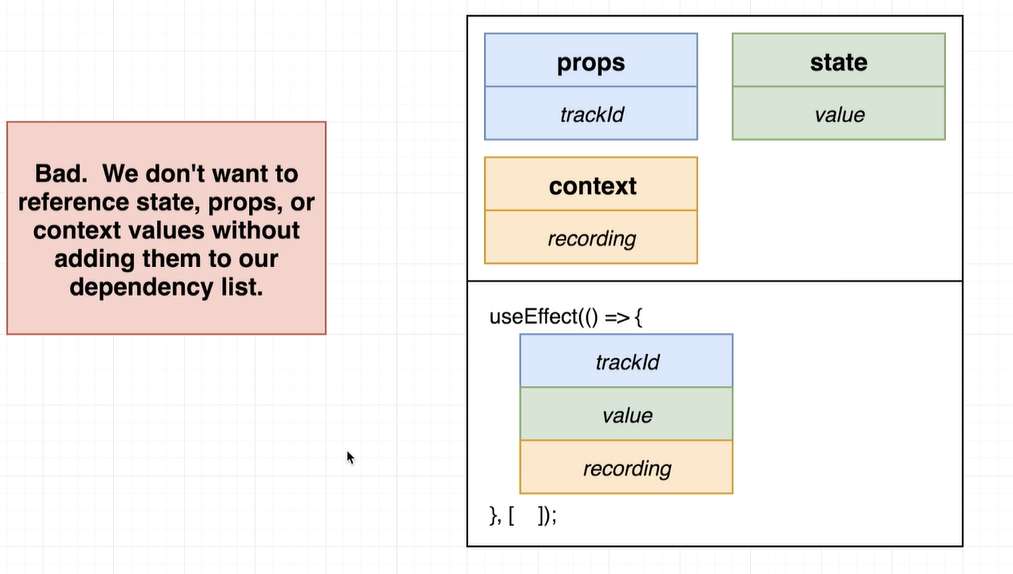 Bad. We don't want to
reference state, props, or
context values without
adding them to our
dependency list.
props
trackId
state
value
context
recording
useEffect(() => {
trackId
value
recording
}, [ ]);